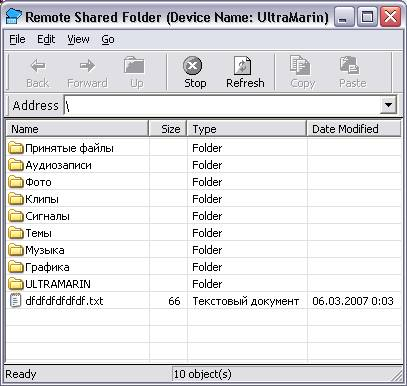 Remote Shared Folder (Device Name: UltraMarin)
File Edit View Go
Back Forward Up Stop Refresh Copy Paste
Address \
Name Size Type Date Modified
Принятые файлы Folder
Аудиозаписи Folder
Фото Folder
Клипы Folder
Сигналы Folder
Темы Folder
Музыка Folder
Графика Folder
ULTRAMARIN Folder
dfdfdfdfdfdf.txt 66 Текстовый документ 06.03.2007 0:03
Ready 10 object(s)